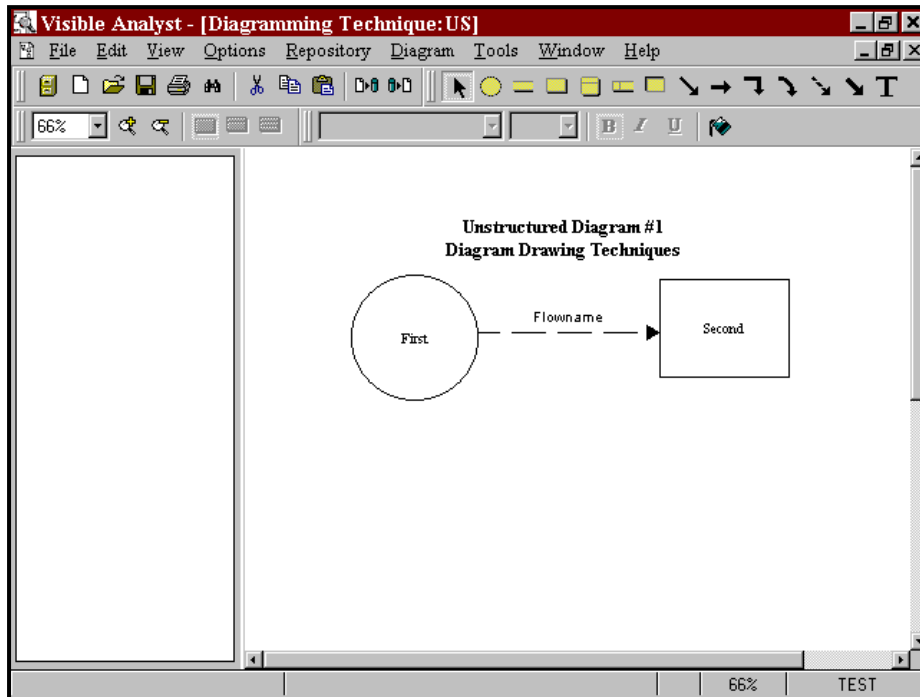 Visible Analyst - [Diagramming Technique:US]
File Edit View Options Repository Diagram Tools Window Help
T
66% B I U
Unstructured Diagram #1
Diagram Drawing Techniques
First
Flowname
Second
66% TEST